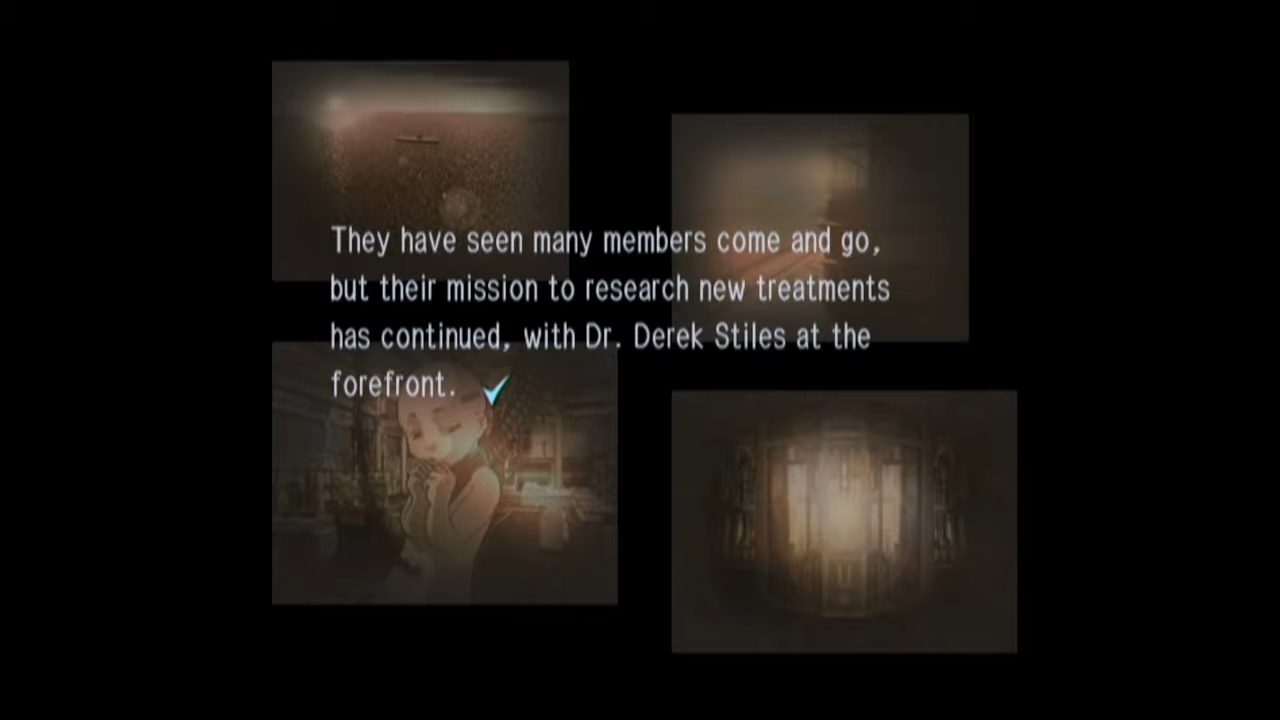 They have seen many members come and go,
but their mission to research new treatments
has continued, with Dr. Derek Stiles at the
forefront.